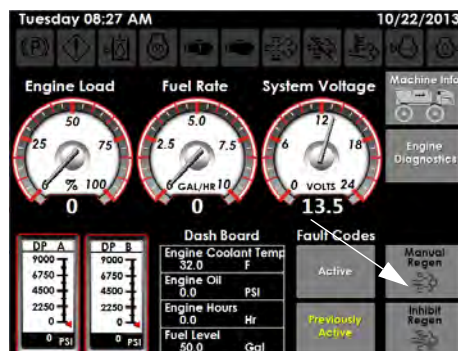 Tuesday 08:27 AM 10/22/2013
Engine Load Fuel Rate System Voltage Machine Info
50 5.0 12
25 75 2.5 7.5 6 18
0 % 100 0 GAL/HR 10 0 VOLTS 24
0 0 13.5
Engine
Diagnostics
DP A DP B Dash Board Fault Codes
9000 9000
6750 6750
4500 4500
2250 2250
0 0
0 PSI 0 PSI
Engine Coolant Temp
32.0 F
Engine Oil
0.0 PSI
Engine Hours
0.0 Hr
Fuel Level
50.0 Gal
Active
Previously
Active
Manual
Regen
Inhibit
Regen